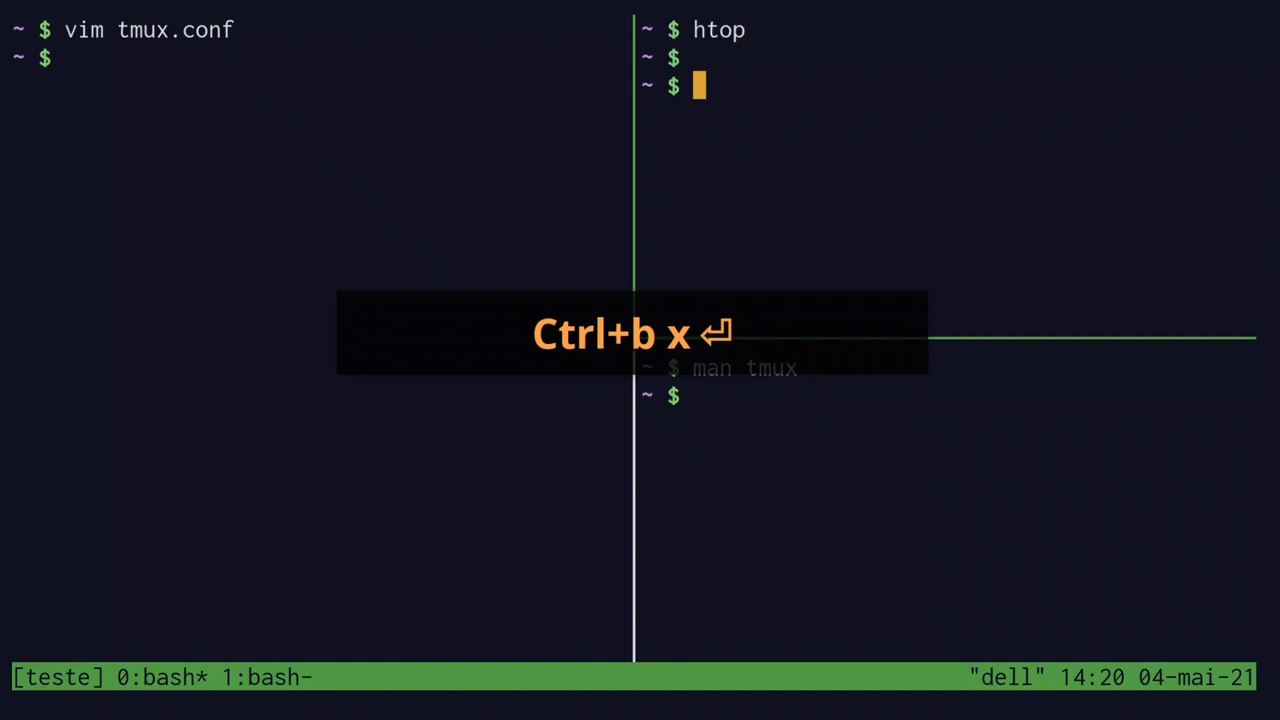 ~ $ vim tmux.conf
~ $
~ $ htop
~ $
~ $
Ctrl+b x ⏎
~ $ man tmux
~ $
[teste] 0:bash* 1:bash- "dell" 14:20 04-mai-21